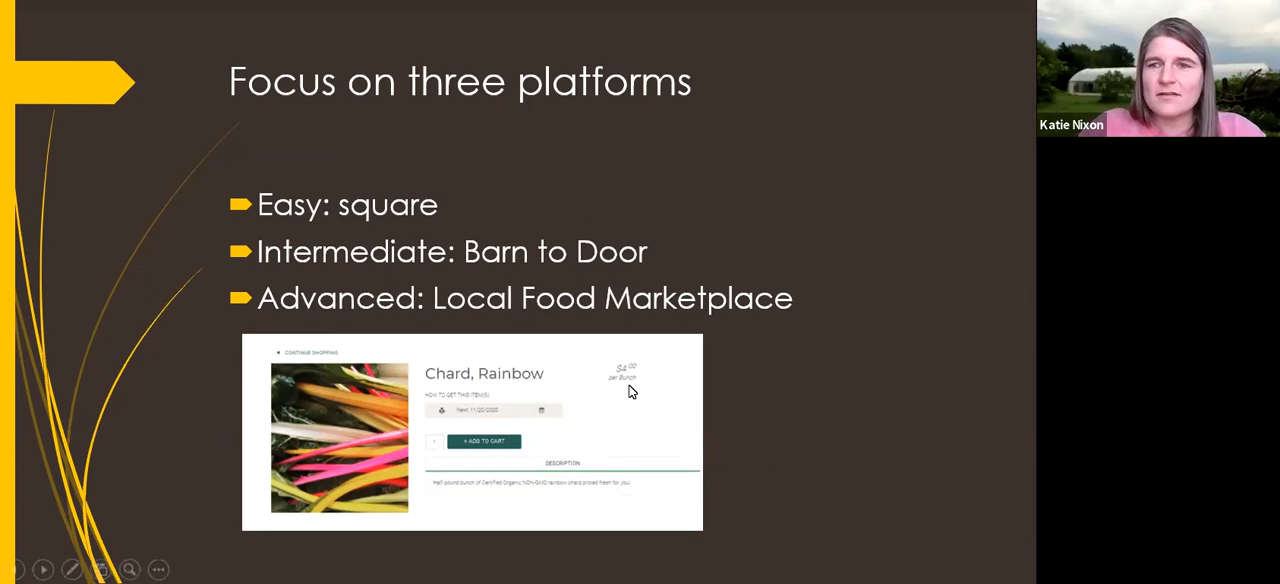 Focus on three platforms
Katie Nixon
Easy: square
Intermediate: Barn to Door
Advanced: Local Food Marketplace
CONTINUE SHOPPING
Chard, Rainbow
$4.00
per Bunch
HOW TO GET THIS ITEM(S)
Next: 11/20/2020
+ ADD TO CART
DESCRIPTION
Half pound bunch of Certified Organic NON-GMO rainbow chard picked fresh for you!